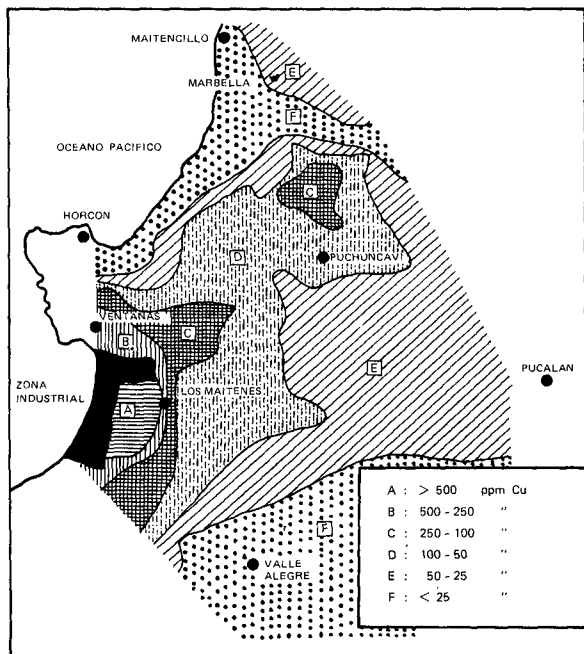 MAITENCILLO
MARBELLA
E
F
OCEANO PACIFICO
C
HORCON
D
PUCHUNCAVI
VENTANAS
B
C
E
PUCALAN
ZONA
INDUSTRIAL
A
LOS MAITENES
A : > 500 ppm Cu
B : 500 - 250 "
C : 250 - 100 "
D : 100 - 50 "
E : 50 - 25 "
F : < 25 "
F
VALLE
ALEGRE